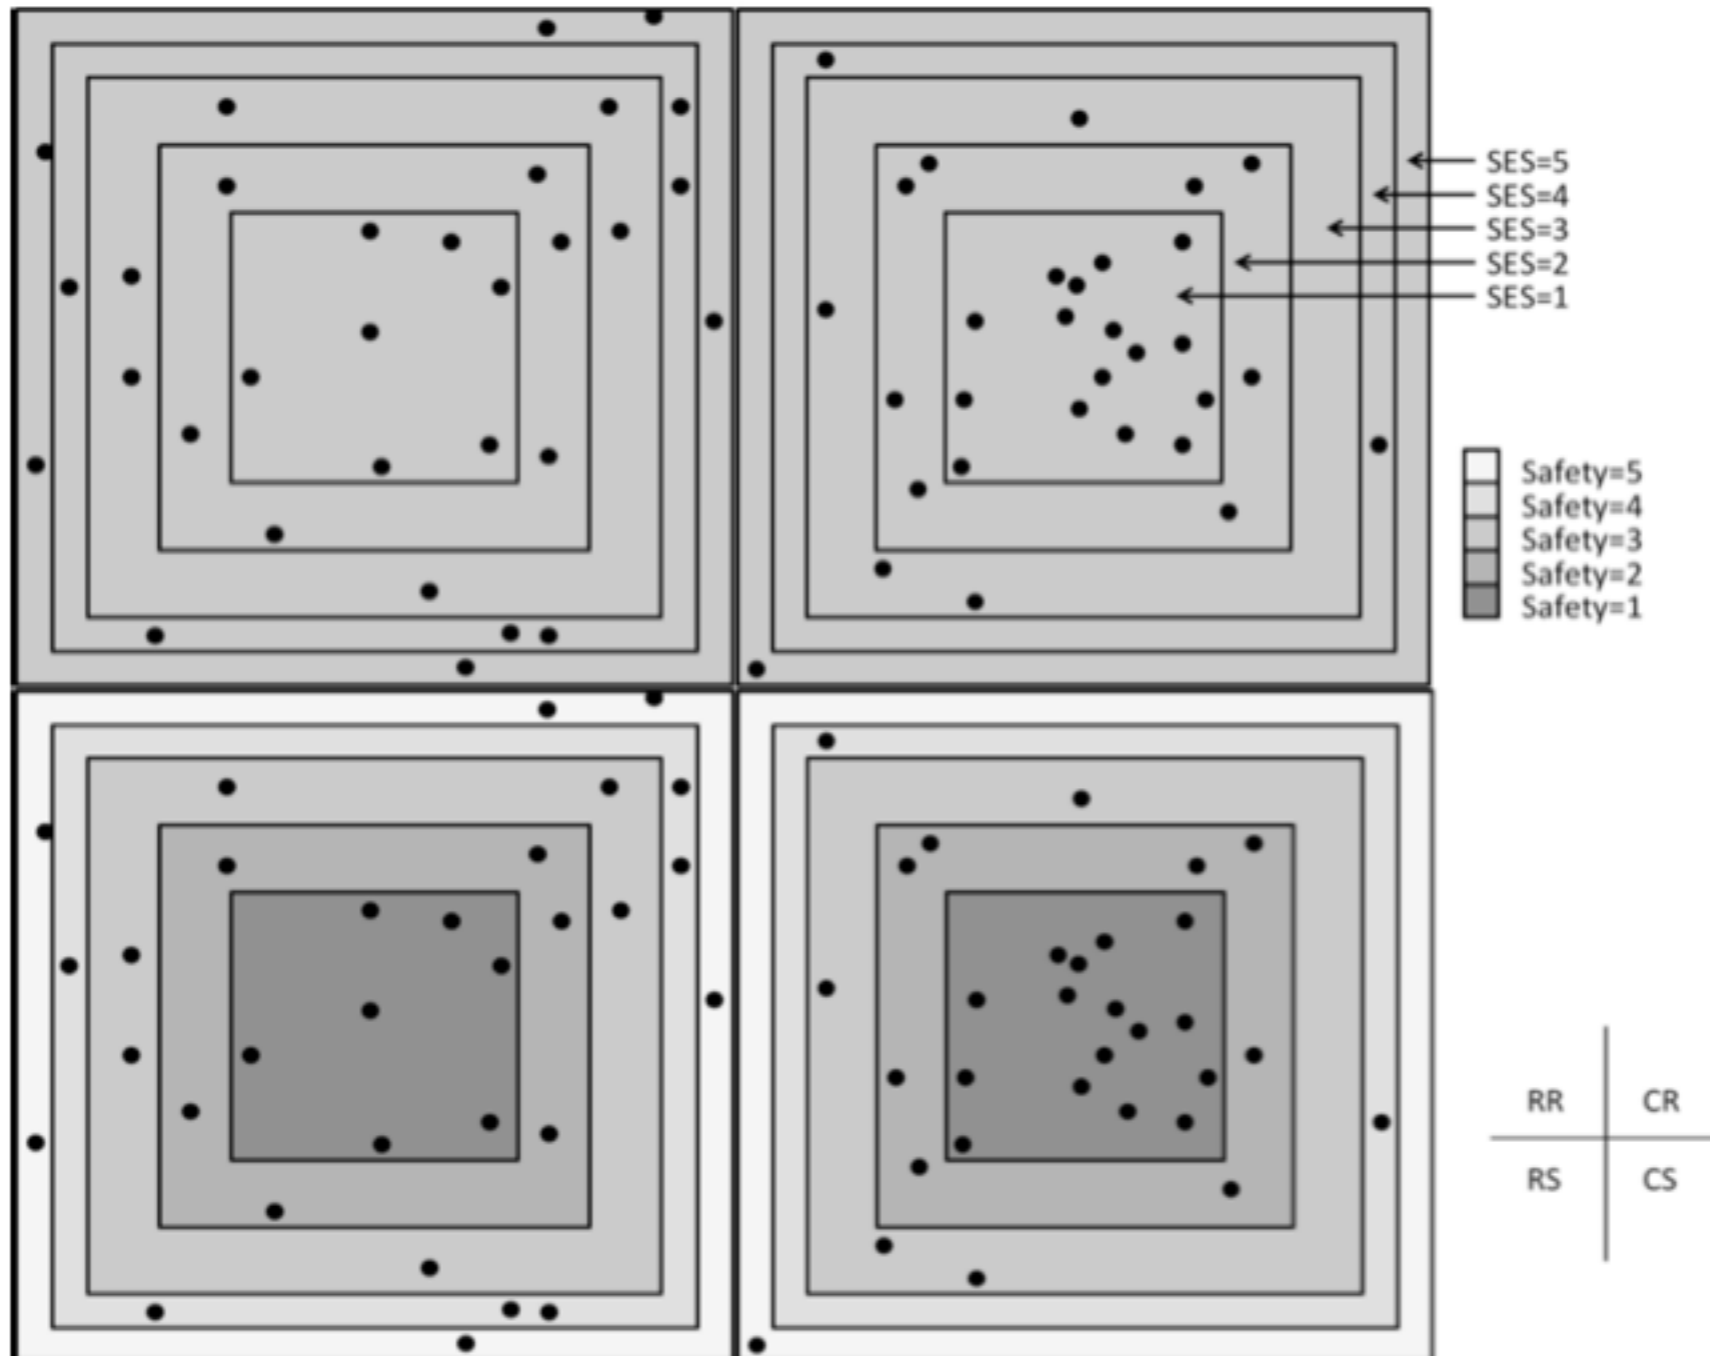 SES=5
SES=4
SES=3
SES=2
SES=1
Safety=5
Safety=4
Safety=3
Safety=2
Safety=1
RR CR
RS CS